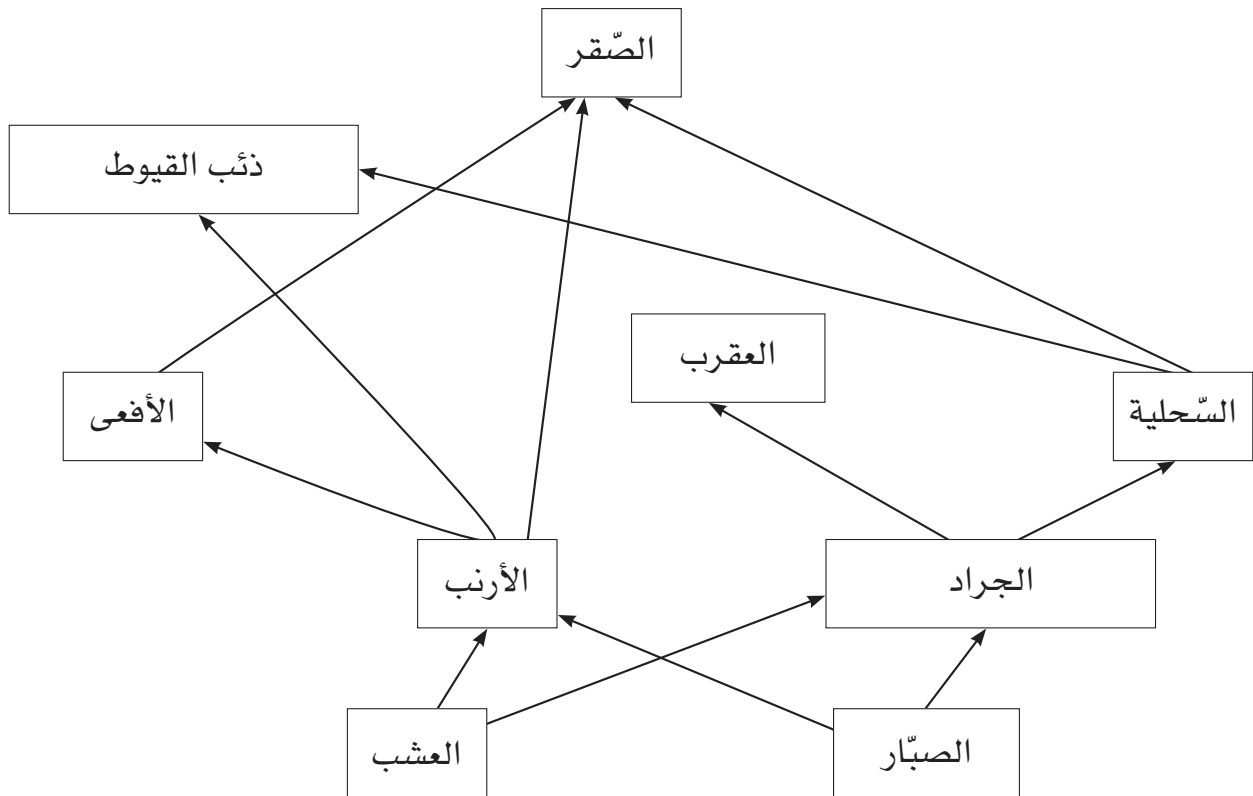 الصّقر
ذئب القيوط
العقرب
السّحلية
الأفعى
الجراد
الأرنب
الصبّار
العشب